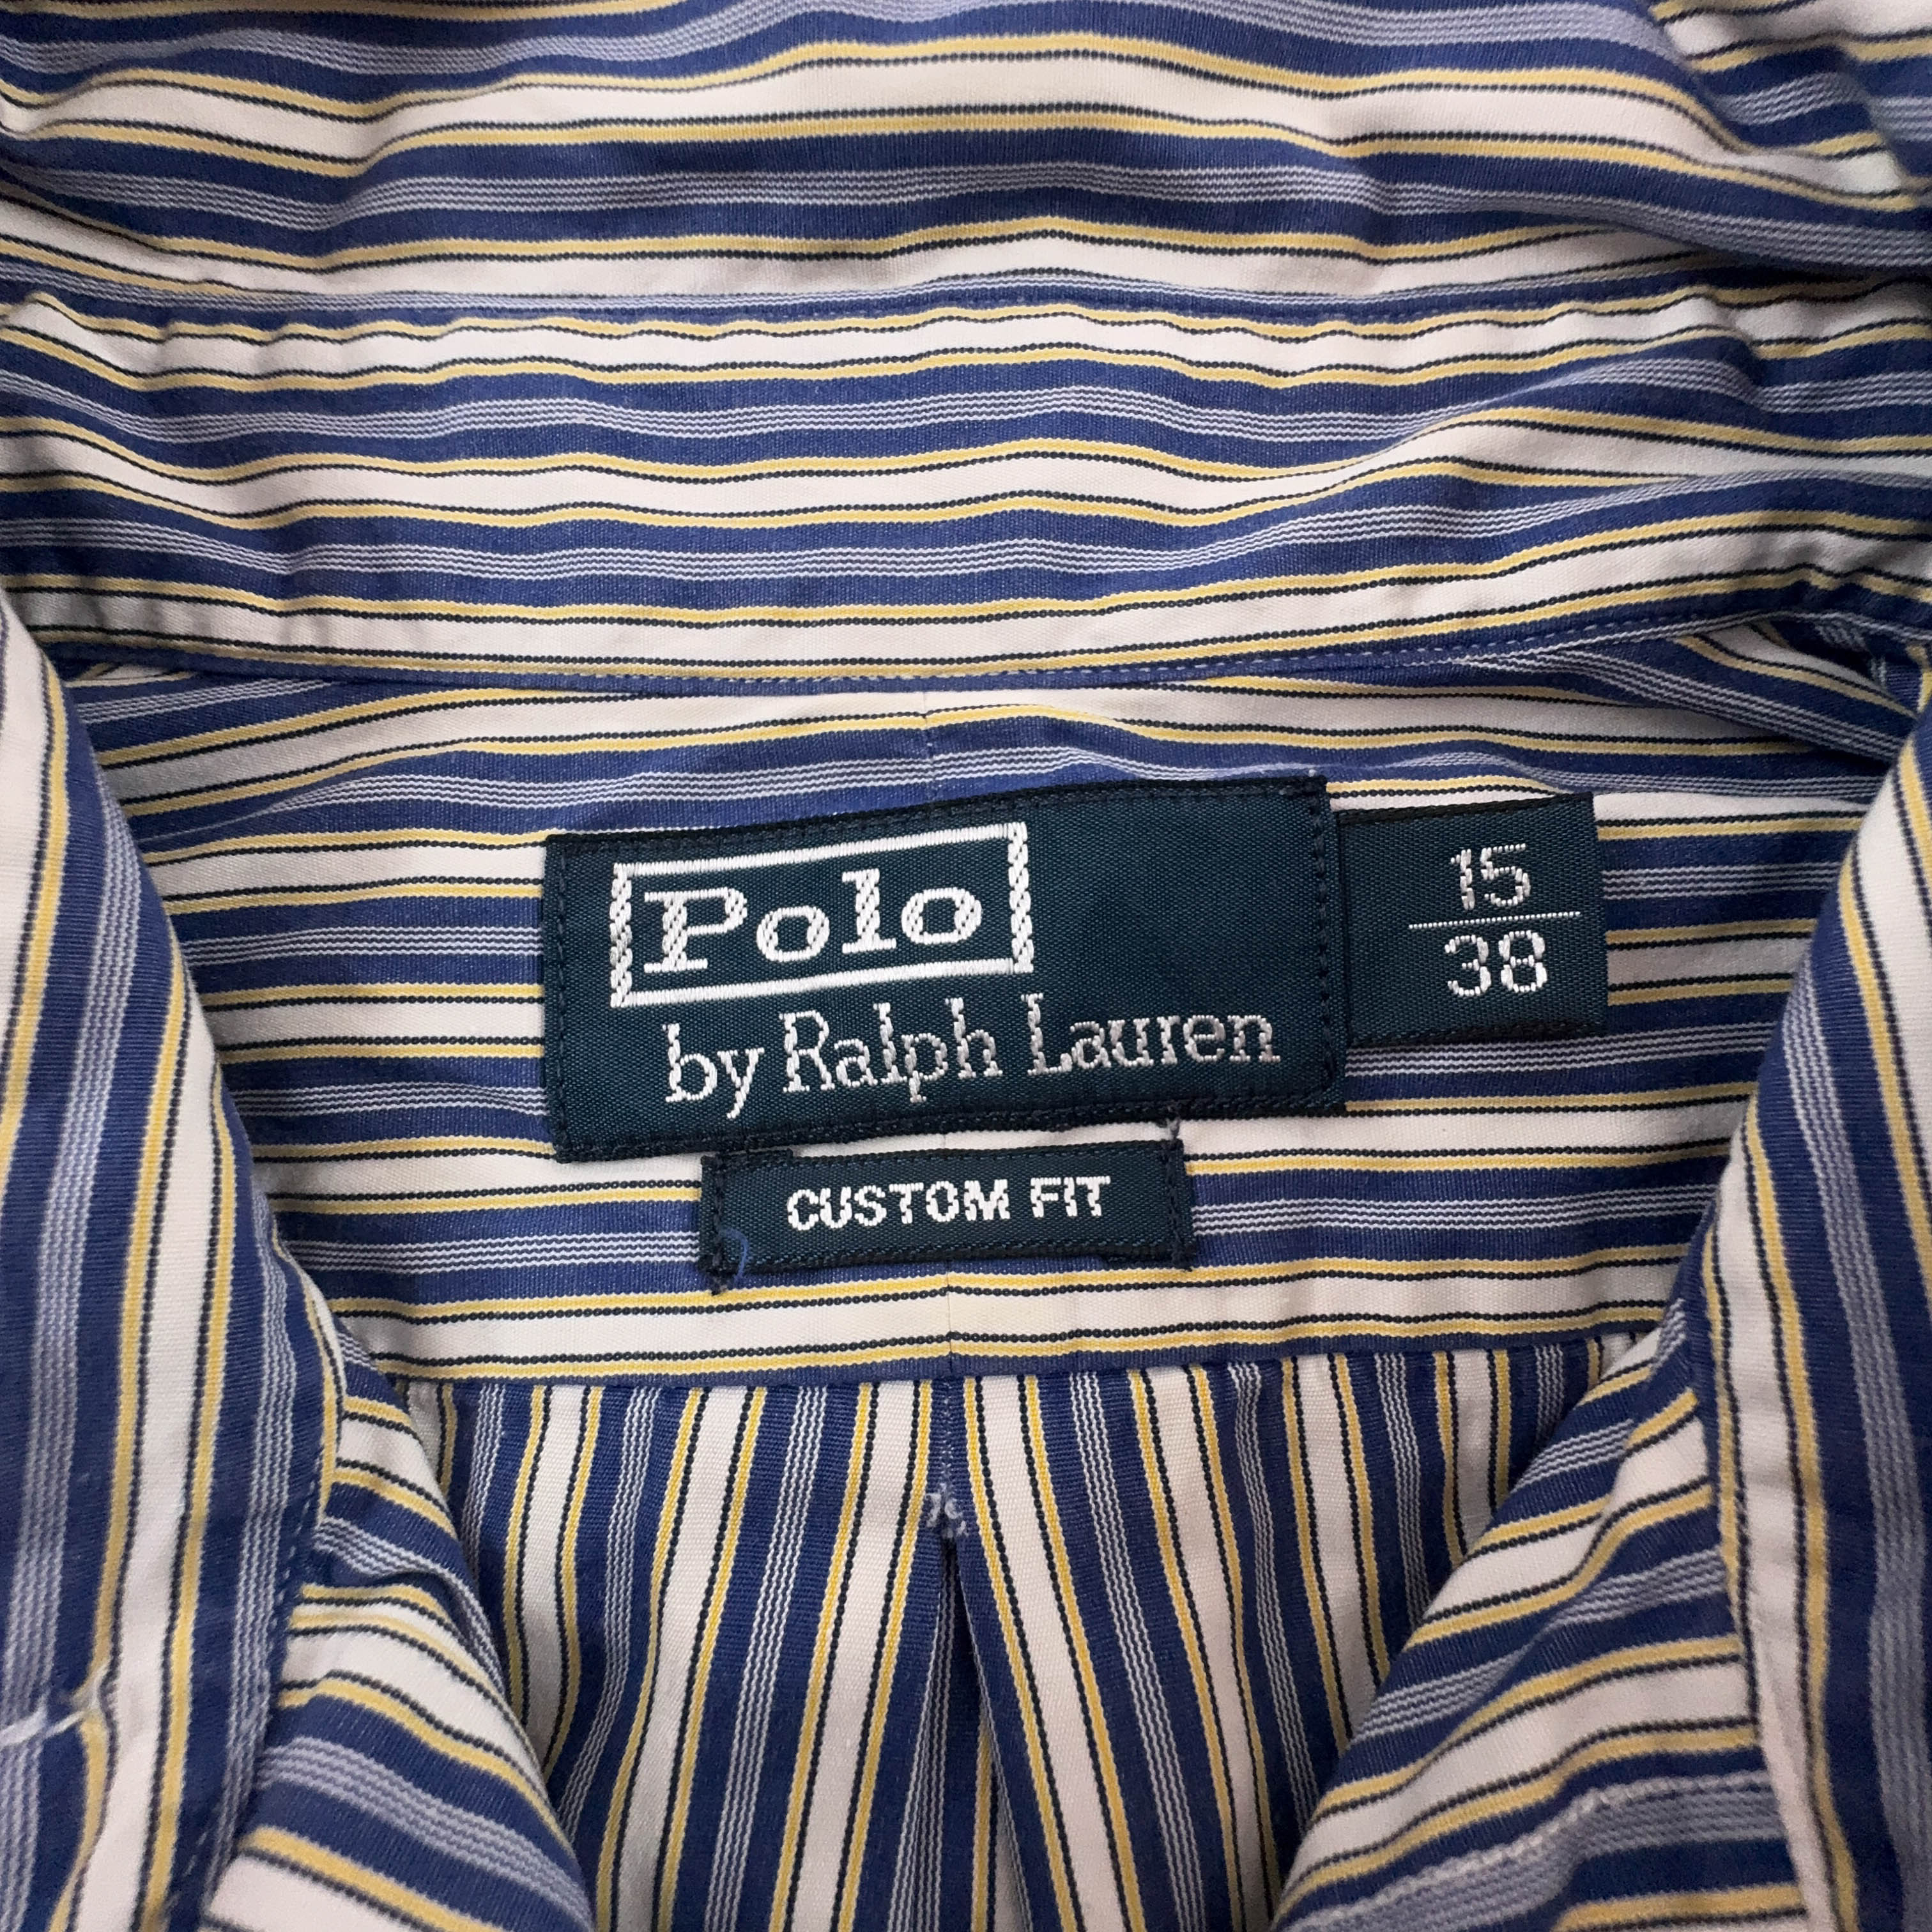 Polo
by Ralph Lauren
15
38
CUSTOM FIT